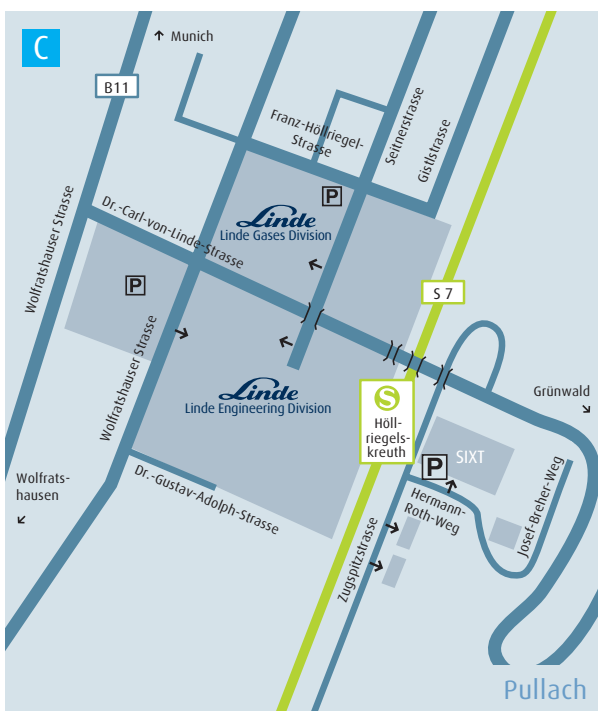 C
↑ Munich
B11
Franz-Höllriegel-
Strasse
Seitnerstrasse
Gistlstrasse
Wolfratshauser Strasse
Dr.-Carl-von-Linde-Strasse
P
Linde
Linde Gases Division
P
S 7
Wolfratshauser Strasse
Linde
Linde Engineering Division
S
Höll-
riegels-
kreuth
Grünwald
P
SIXT
Wolfrats-
hausen
Dr.-Gustav-Adolph-Strasse
Hermann-
Roth-Weg
Josef-Breher-Weg
Zugspitzstrasse
Pullach